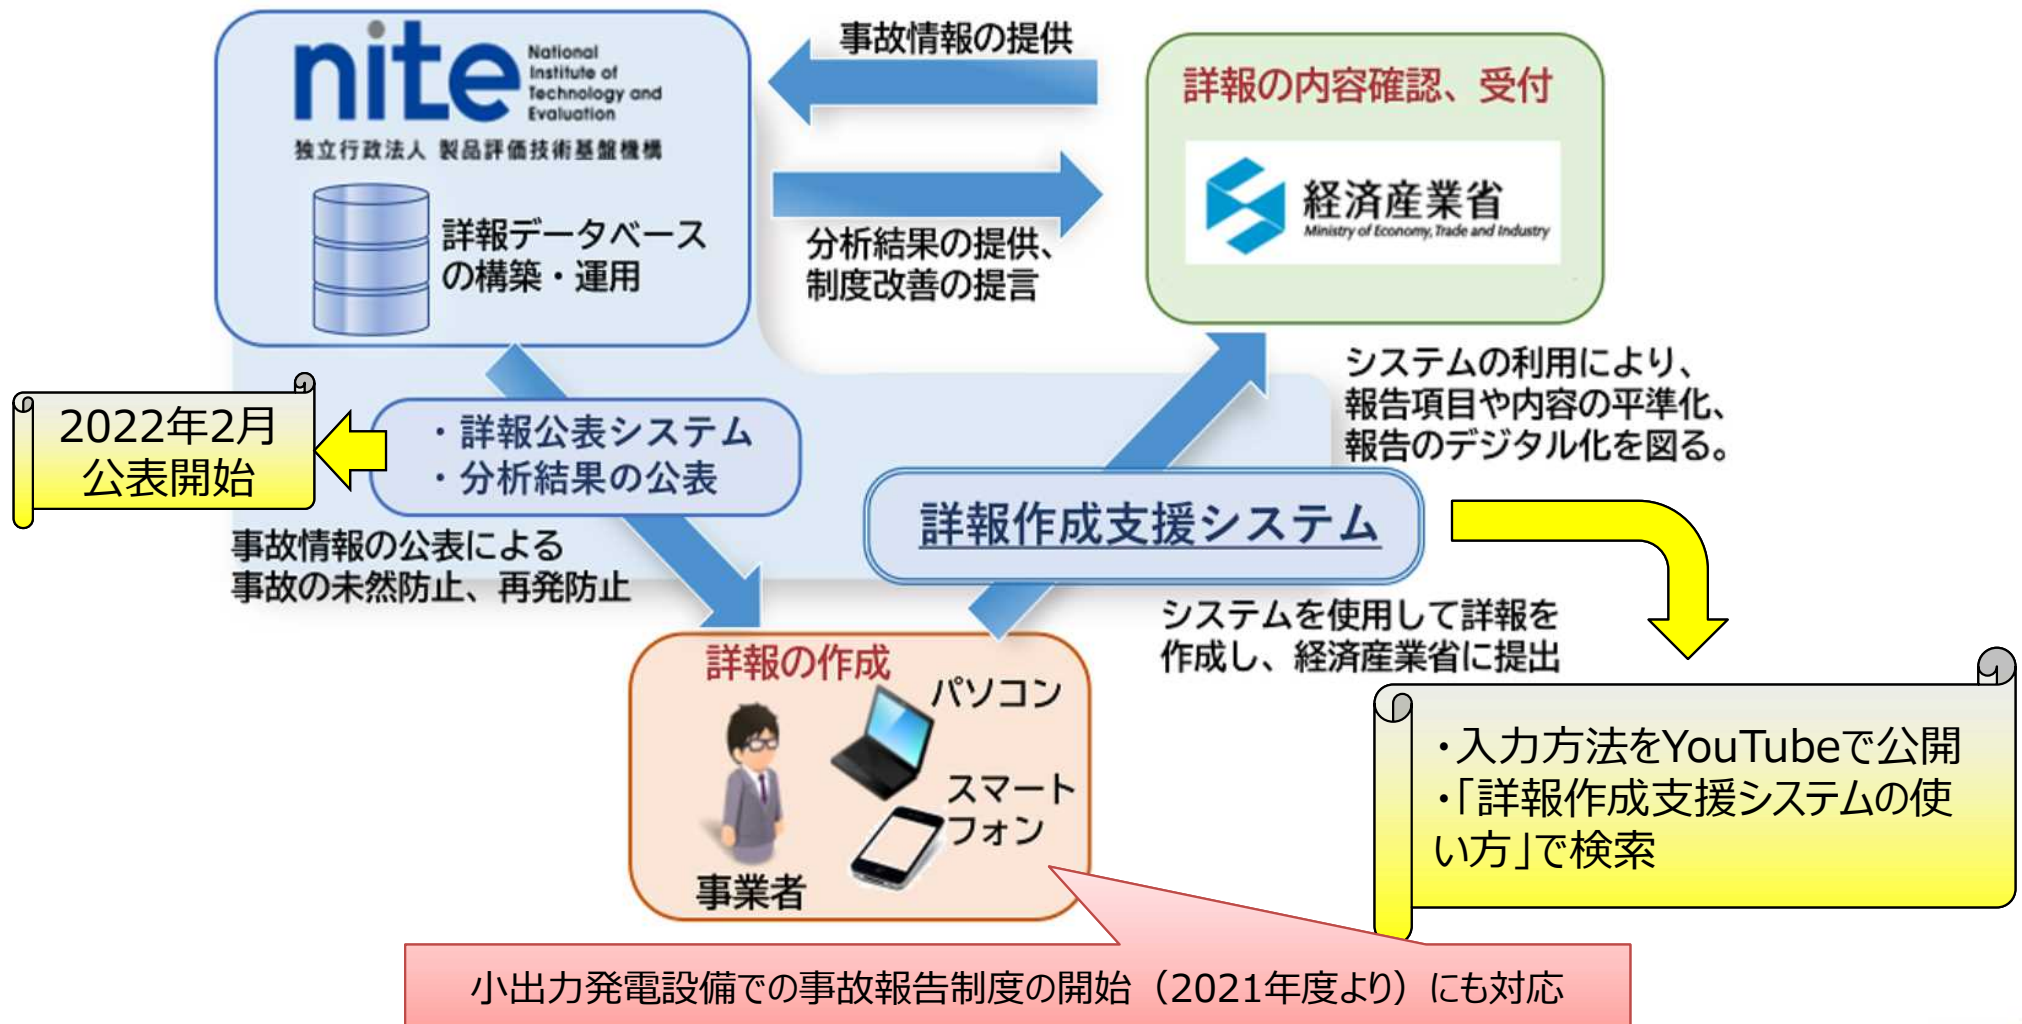 nite
National
Institute of
Technology and
Evaluation
独立行政法人 製品評価技術基盤機構
詳報データベース
の構築・運用
事故情報の提供
分析結果の提供、
制度改善の提言
詳報の内容確認、受付
経済産業省
Ministry of Economy, Trade and Industry
システムの利用により、
報告項目や内容の平準化、
報告のデジタル化を図る。
2022年2月
公表開始
・詳報公表システム
・分析結果の公表
詳報作成支援システム
事故情報の公表による
事故の未然防止、再発防止
システムを使用して詳報を
作成し、経済産業省に提出
詳報の作成
パソコン
スマート
フォン
事業者
・入力方法をYouTubeで公開
・「詳報作成支援システムの使
い方」で検索
小出力発電設備での事故報告制度の開始（2021年度より）にも対応